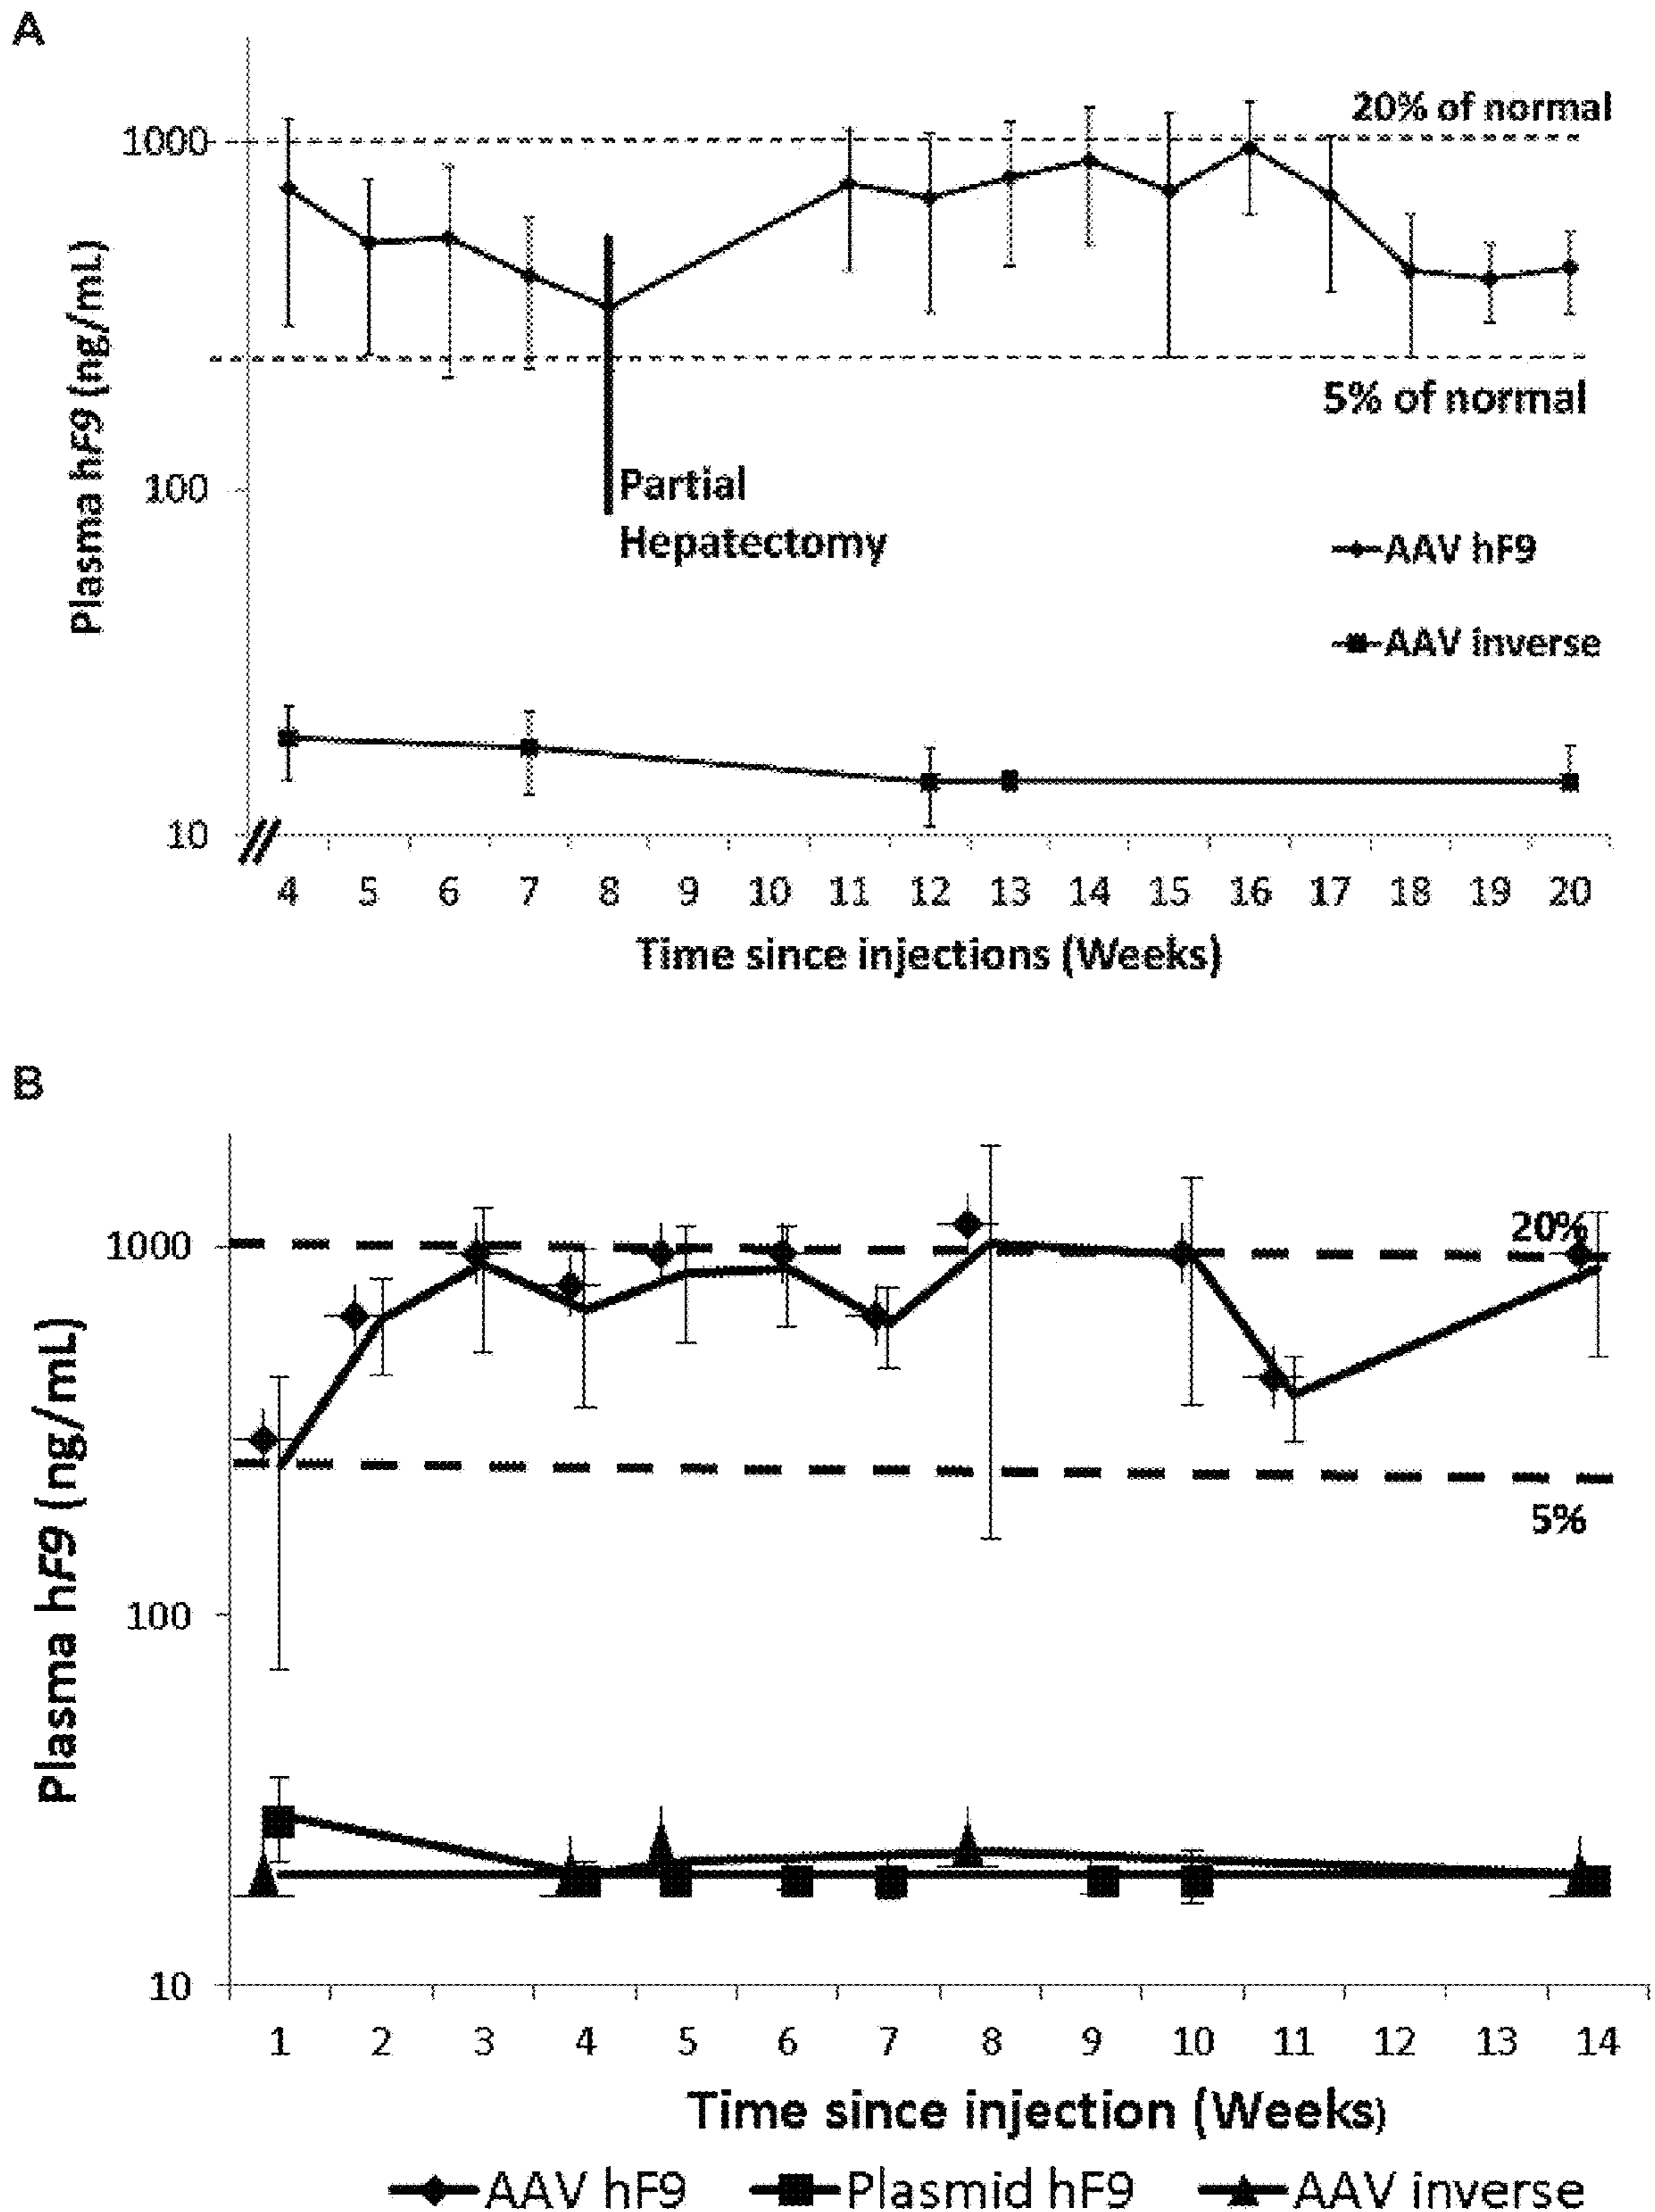 A
1000
100
10
Plasma hF9 (ng/mL)
20% of normal
5% of normal
Partial
Hepatectomy
AAV hF9
AAV inverse
4 5 6 7 8 9 10 11 12 13 14 15 16 17 18 19 20
Time since injections (Weeks)
B
1000
100
10
Plasma hF9 (ng/mL)
20%
5%
1 2 3 4 5 6 7 8 9 10 11 12 13 14
Time since injection (Weeks)
AAV hF9 Plasmid hF9 AAV inverse